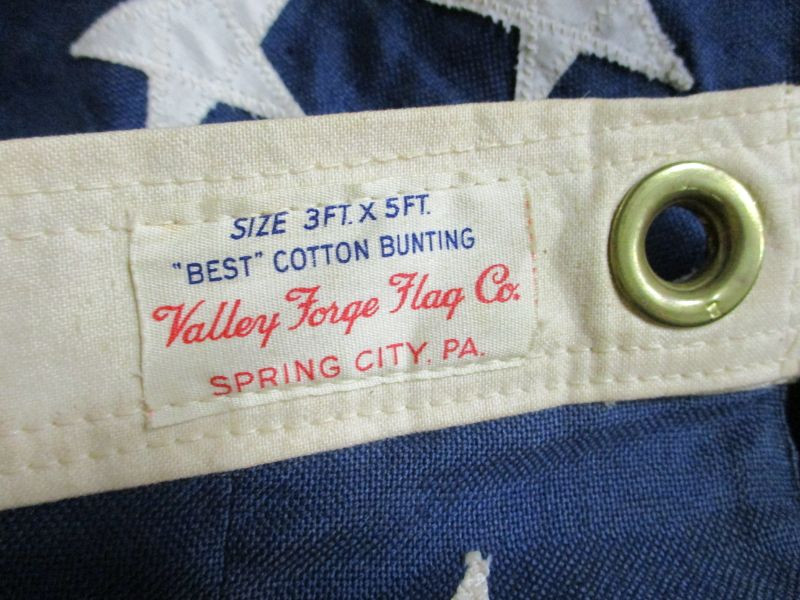 SIZE 3FT. X 5FT.
"BEST" COTTON BUNTING
Valley Forge Flag Co.
SPRING CITY, PA.